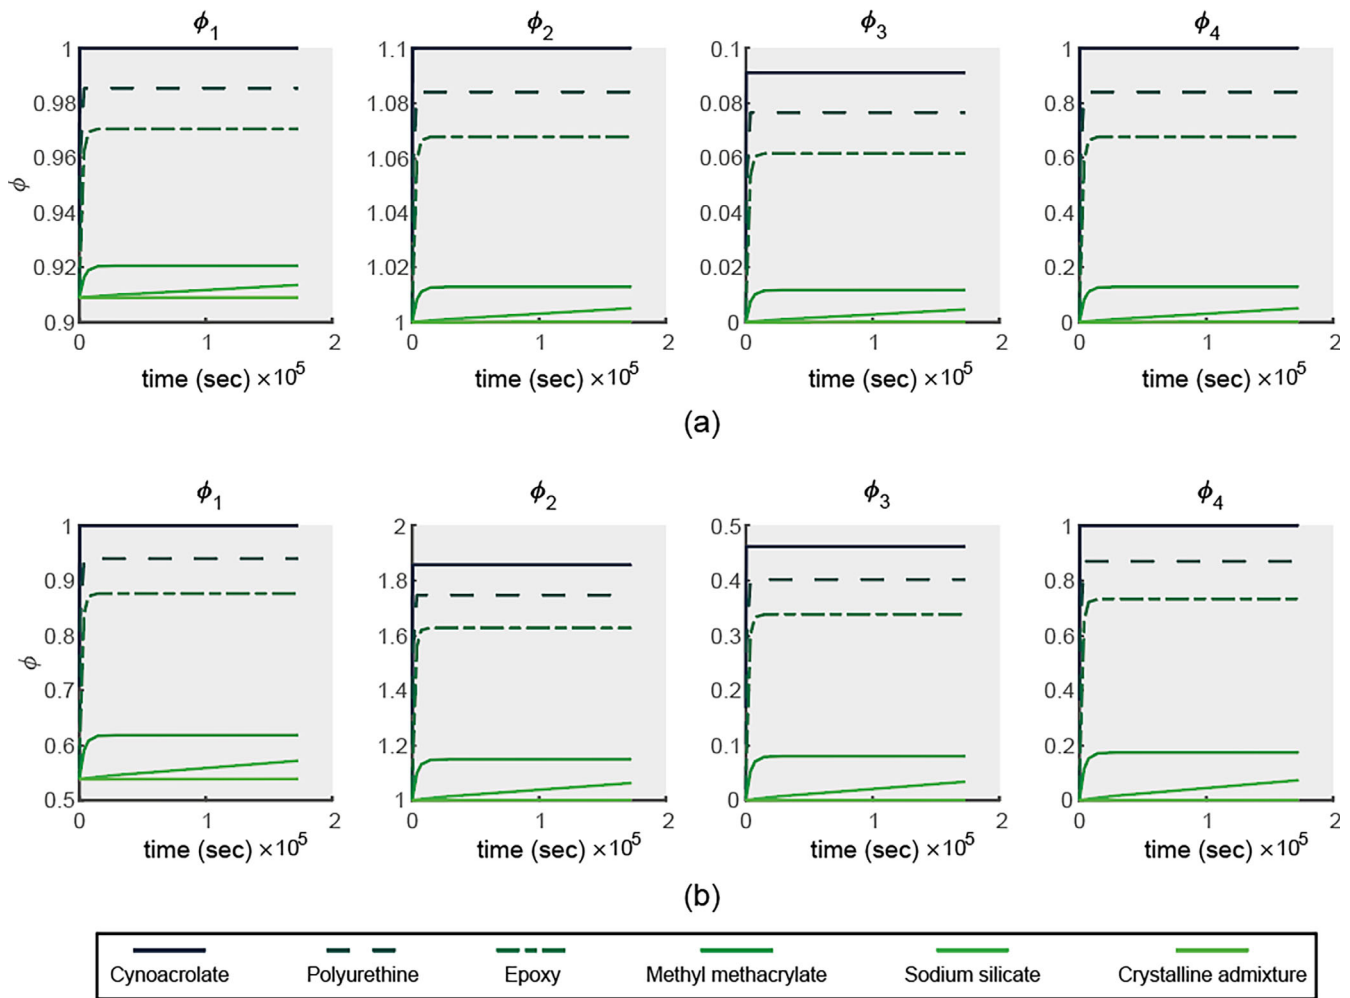 ϕ1 ϕ2 ϕ3 ϕ4
1 1.1 0.1 1
0.98 1.08 0.08 0.8
0.96 1.06 0.06 0.6
ϕ
0.94 1.04 0.04 0.4
0.92 1.02 0.02 0.2
0.9 1 0 0
0 1 2 0 1 2 0 1 2 0 1 2
time (sec) ×10^5 time (sec) ×10^5 time (sec) ×10^5 time (sec) ×10^5
(a)
ϕ1 ϕ2 ϕ3 ϕ4
1 2 0.5 1
0.9 1.8 0.4 0.8
0.8 1.6 0.3 0.6
ϕ
0.7 1.4 0.2 0.4
0.6 1.2 0.1 0.2
0.5 1 0 0
0 1 2 0 1 2 0 1 2 0 1 2
time (sec) ×10^5 time (sec) ×10^5 time (sec) ×10^5 time (sec) ×10^5
(b)
Cynoacrolate Polyurethine Epoxy Methyl methacrylate Sodium silicate Crystalline admixture